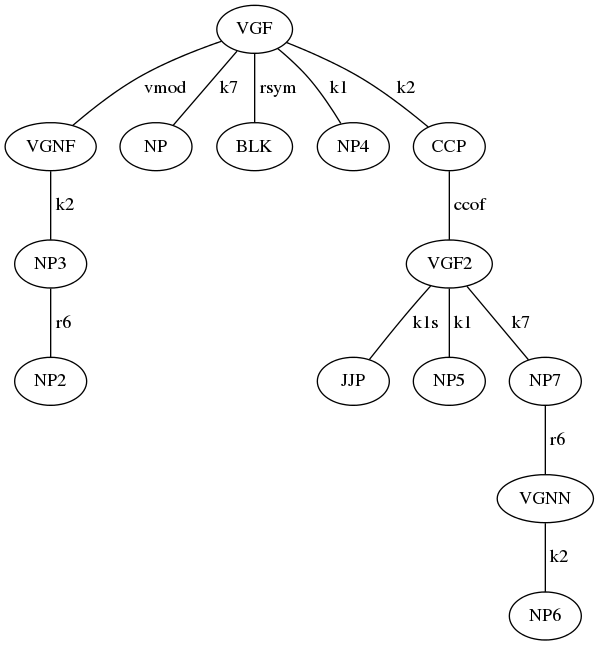 VGF
vmod k7 rsym k1 k2
VGNF NP BLK NP4 CCP
k2 ccof
NP3 VGF2
r6 k1s k1 k7
NP2 JJP NP5 NP7
r6
VGNN
k2
NP6